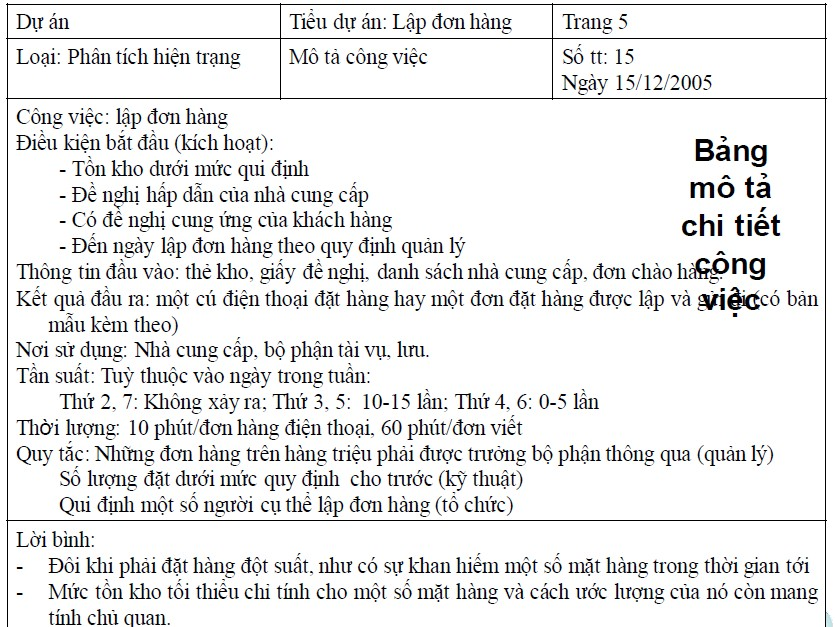 Dự án Tiểu dự án: Lập đơn hàng Trang 5
Loại: Phân tích hiện trạng Mô tả công việc Số tt: 15
Ngày 15/12/2005
Công việc: lập đơn hàng
Điều kiện bắt đầu (kích hoạt):
- Tồn kho dưới mức qui định
- Đề nghị hấp dẫn của nhà cung cấp
- Có đề nghị cung ứng của khách hàng
- Đến ngày lập đơn hàng theo quy định quản lý
Thông tin đầu vào: thẻ kho, giấy đề nghị, danh sách nhà cung cấp, đơn chào hàng.
Kết quả đầu ra: một cú điện thoại đặt hàng hay một đơn đặt hàng được lập và gửi đi (có bản
mẫu kèm theo)
Nơi sử dụng: Nhà cung cấp, bộ phận tài vụ, lưu.
Tần suất: Tuỳ thuộc vào ngày trong tuần:
Thứ 2, 7: Không xảy ra; Thứ 3, 5: 10-15 lần; Thứ 4, 6: 0-5 lần
Thời lượng: 10 phút/đơn hàng điện thoại, 60 phút/đơn viết
Quy tắc: Những đơn hàng trên hàng triệu phải được trưởng bộ phận thông qua (quản lý)
Số lượng đặt dưới mức quy định cho trước (kỹ thuật)
Qui định một số người cụ thể lập đơn hàng (tổ chức)
Bảng
mô tả
chi tiết
công
việc
Lời bình:
- Đôi khi phải đặt hàng đột suất, như có sự khan hiếm một số mặt hàng trong thời gian tới
- Mức tồn kho tối thiểu chỉ tính cho một số mặt hàng và cách ước lượng của nó còn mang
tính chủ quan.